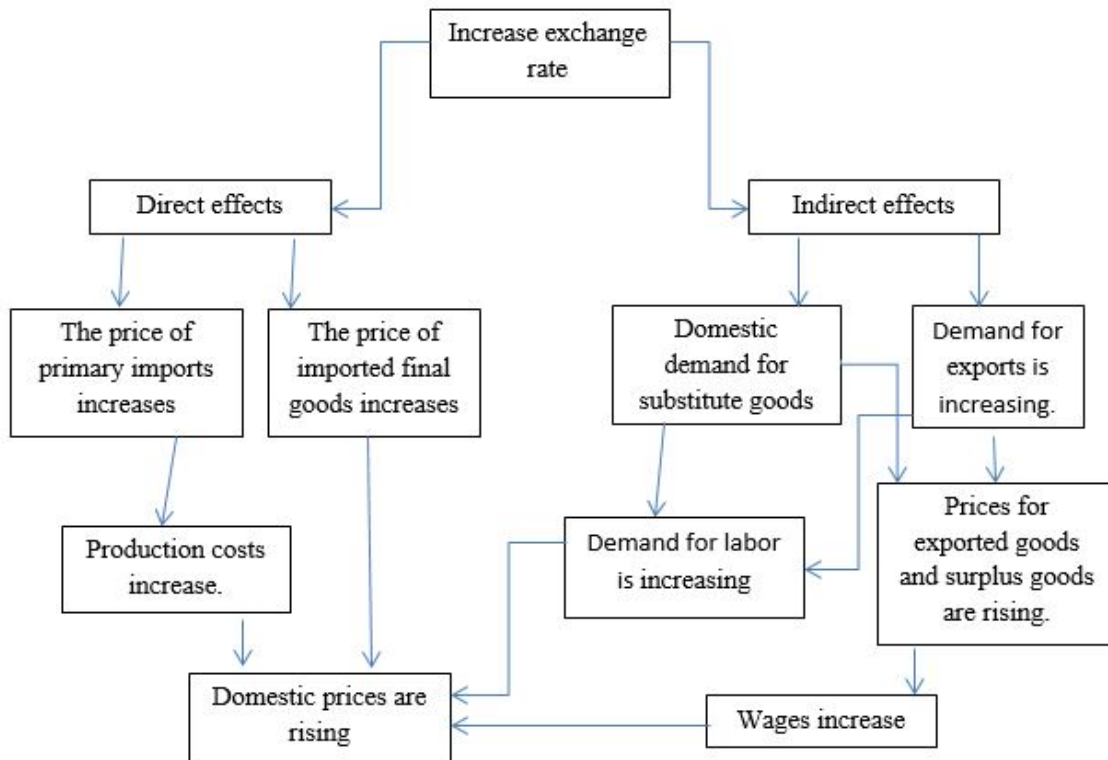 Increase exchange
rate
Direct effects
Indirect effects
The price of
primary imports
increases
The price of
imported final
goods increases
Domestic
demand for
substitute goods
Demand for
exports is
increasing.
Production costs
increase.
Demand for labor
is increasing
Prices for
exported goods
and surplus goods
are rising.
Domestic prices are
rising
Wages increase